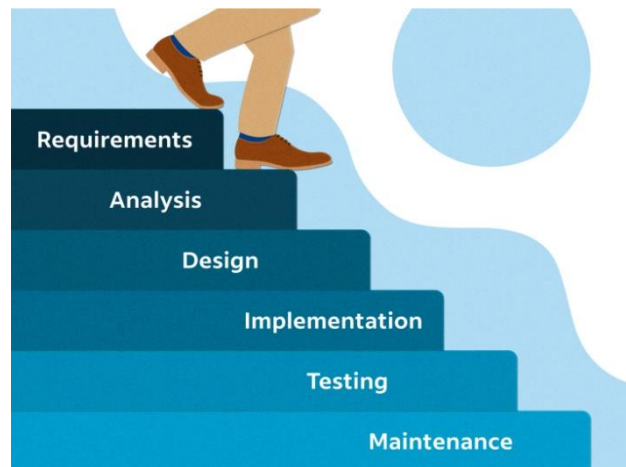 Requirements
Analysis
Design
Implementation
Testing
Maintenance